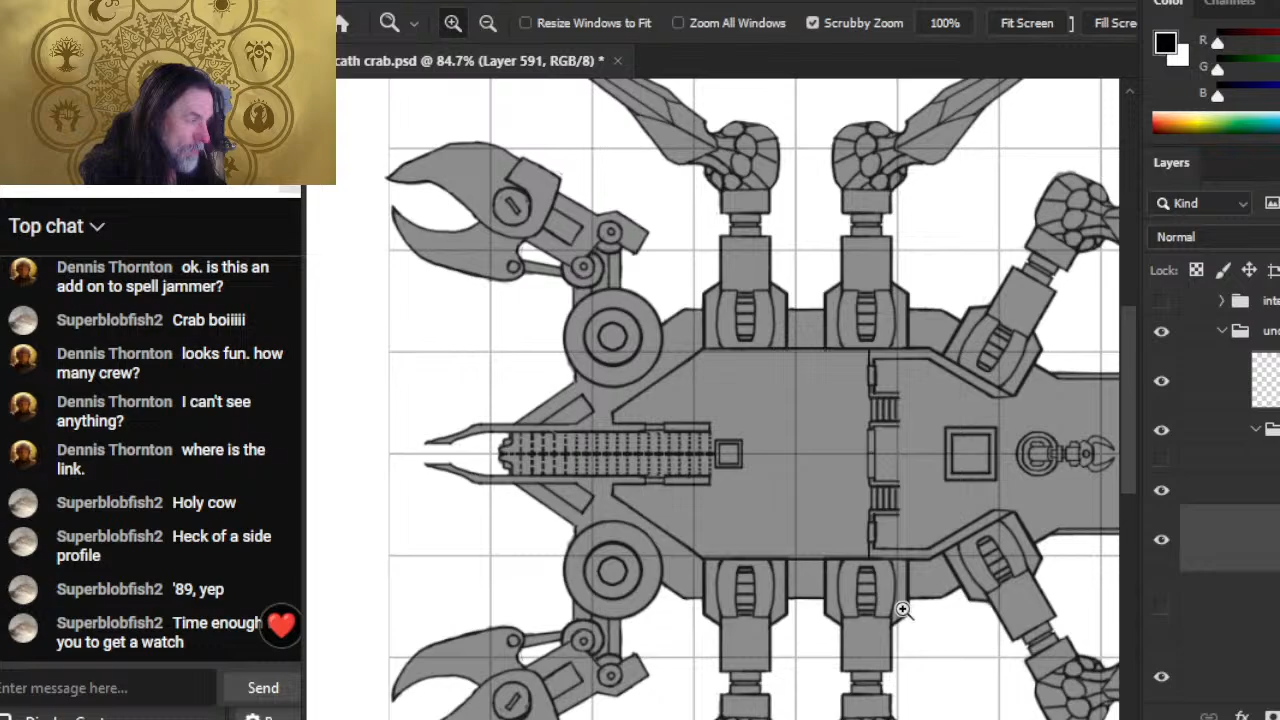 Resize Windows to Fit
Zoom All Windows
Scrubby Zoom
100%
Fit Screen
Fill Scre
cath crab.psd @ 84.7% (Layer 591, RGB/8) *
Color
Channels
R
G
B
Layers
Kind
Normal
Lock:
inte
und
fx
Top chat
Dennis Thornton ok. is this an
add on to spell jammer?
Superblobfish2 Crab boiiiii
Dennis Thornton looks fun. how
many crew?
Dennis Thornton I can't see
anything?
Dennis Thornton where is the
link.
Superblobfish2 Holy cow
Superblobfish2 Heck of a side
profile
Superblobfish2 '89, yep
Superblobfish2 Time enough
you to get a watch
Enter message here...
Send